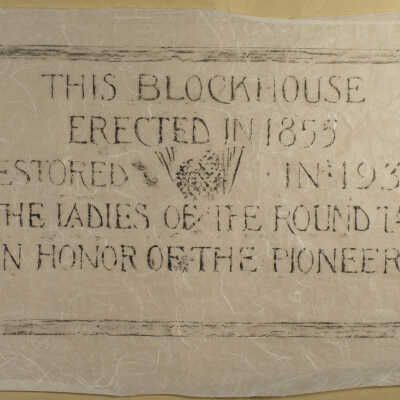 THIS BLOCKHOUSE
ERECTED IN 1855
ESTORED IN 193
THE LADIES OF THE ROUND TA
N HONOR OF THE PIONEER